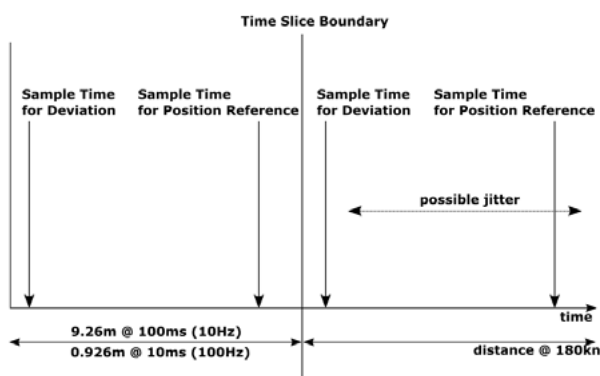 Time Slice Boundary
Sample Time for Deviation
Sample Time for Position Reference
Sample Time for Deviation
Sample Time for Position Reference
possible jitter
time
9.26m @ 100ms (10Hz)
0.926m @ 10ms (100Hz)
distance @ 180kn